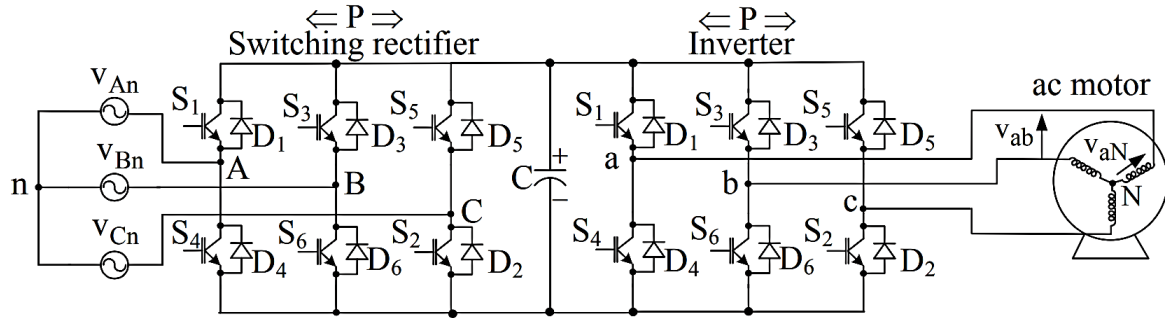 ⇐ P ⇒
Switching rectifier
⇐ P ⇒
Inverter
ac motor
v_An
v_Bn
v_Cn
n
S_1
D_1
S_3
D_3
S_5
D_5
A
B
C
S_4
D_4
S_6
D_6
S_2
D_2
C
+
−
S_1
D_1
S_3
D_3
S_5
D_5
a
b
c
S_4
D_4
S_6
D_6
S_2
D_2
v_ab
v_aN
N